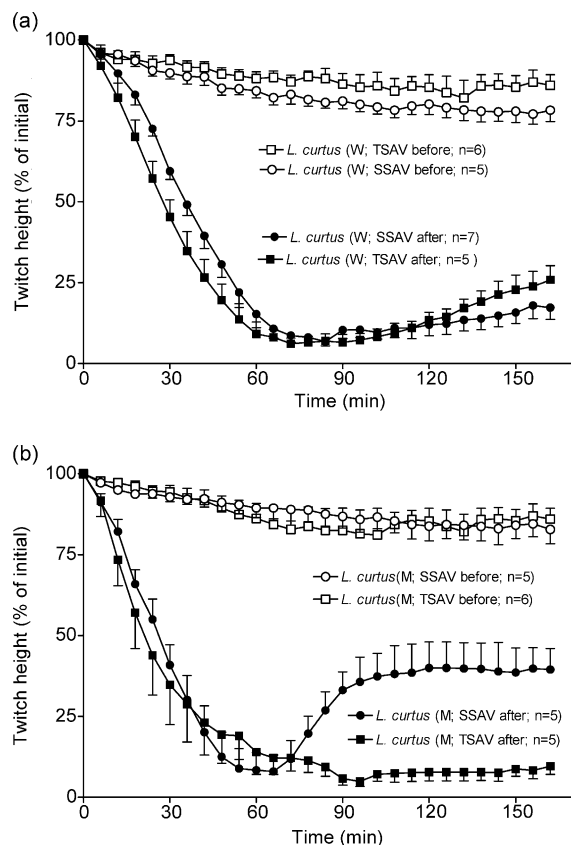 (a)
Twitch height (% of initial)
100
75
50
25
0
L. curtus (W; TSAV before; n=6)
L. curtus (W; SSAV before; n=5)
L. curtus (W; SSAV after; n=7)
L. curtus (W; TSAV after; n=5 )
0 30 60 90 120 150
Time (min)
(b)
Twitch height (% of initial)
100
75
50
25
0
L. curtus(M; SSAV before; n=5)
L. curtus(M; TSAV before; n=6)
L. curtus (M; SSAV after; n=5)
L. curtus (M; TSAV after; n=5)
0 30 60 90 120 150
Time (min)